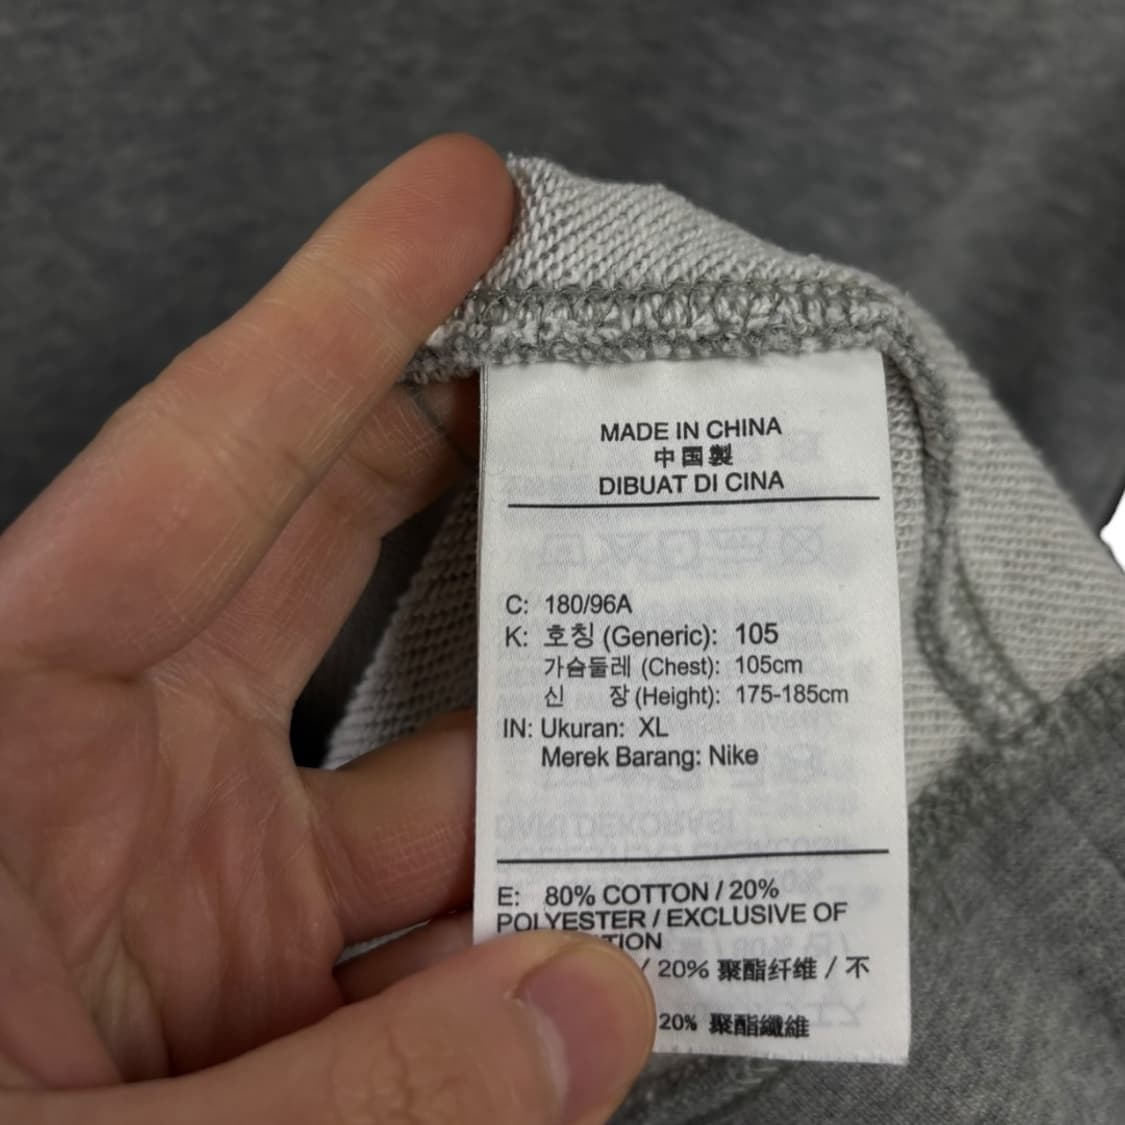 MADE IN CHINA
中国製
DIBUAT DI CINA
C: 180/96A
K: 호칭 (Generic): 105
가슴둘레 (Chest): 105cm
신 장 (Height): 175-185cm
IN: Ukuran: XL
Merek Barang: Nike
E: 80% COTTON / 20%
POLYESTER / EXCLUSIVE OF
TION
/ 20% 聚酯纤维 / 不
20% 聚酯纖維